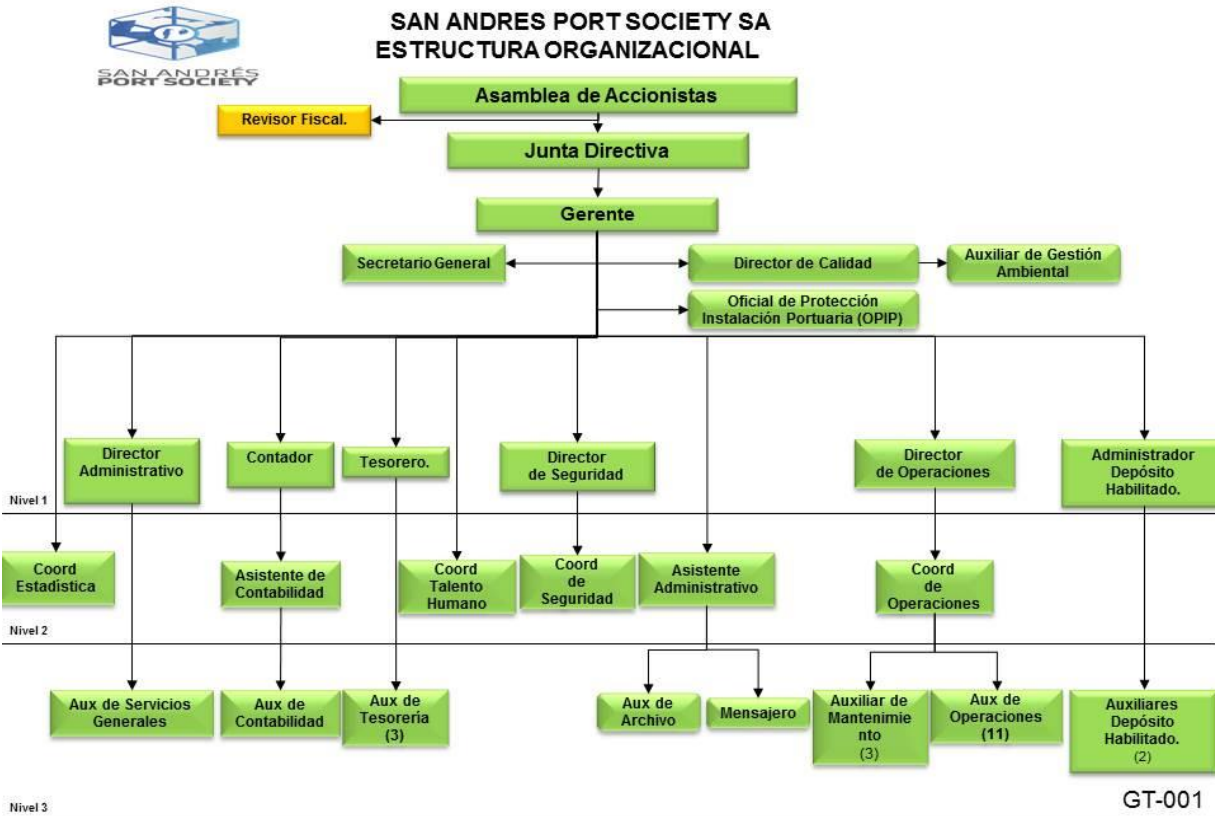 SAN ANDRES PORT SOCIETY SA
ESTRUCTURA ORGANIZACIONAL
SAN ANDRÉS
PORT SOCIETY
Asamblea de Accionistas
Revisor Fiscal.
Junta Directiva
Gerente
Secretario General
Director de Calidad
Auxiliar de Gestión
Ambiental
Oficial de Protección
Instalación Portuaria (OPIP)
Director
Administrativo
Contador
Tesorero.
Director
de Seguridad
Director
de Operaciones
Administrador
Depósito
Habilitado.
Nivel 1
Coord
Estadística
Asistente de
Contabilidad
Coord
Talento
Humano
Coord
de
Seguridad
Asistente
Administrativo
Coord
de
Operaciones
Nivel 2
Aux de Servicios
Generales
Aux de
Contabilidad
Aux de
Tesorería
(3)
Aux de
Archivo
Mensajero
Auxiliar de
Mantenimie
nto
(3)
Aux de
Operaciones
(11)
Auxiliares
Depósito
Habilitado.
(2)
Nivel 3
GT-001